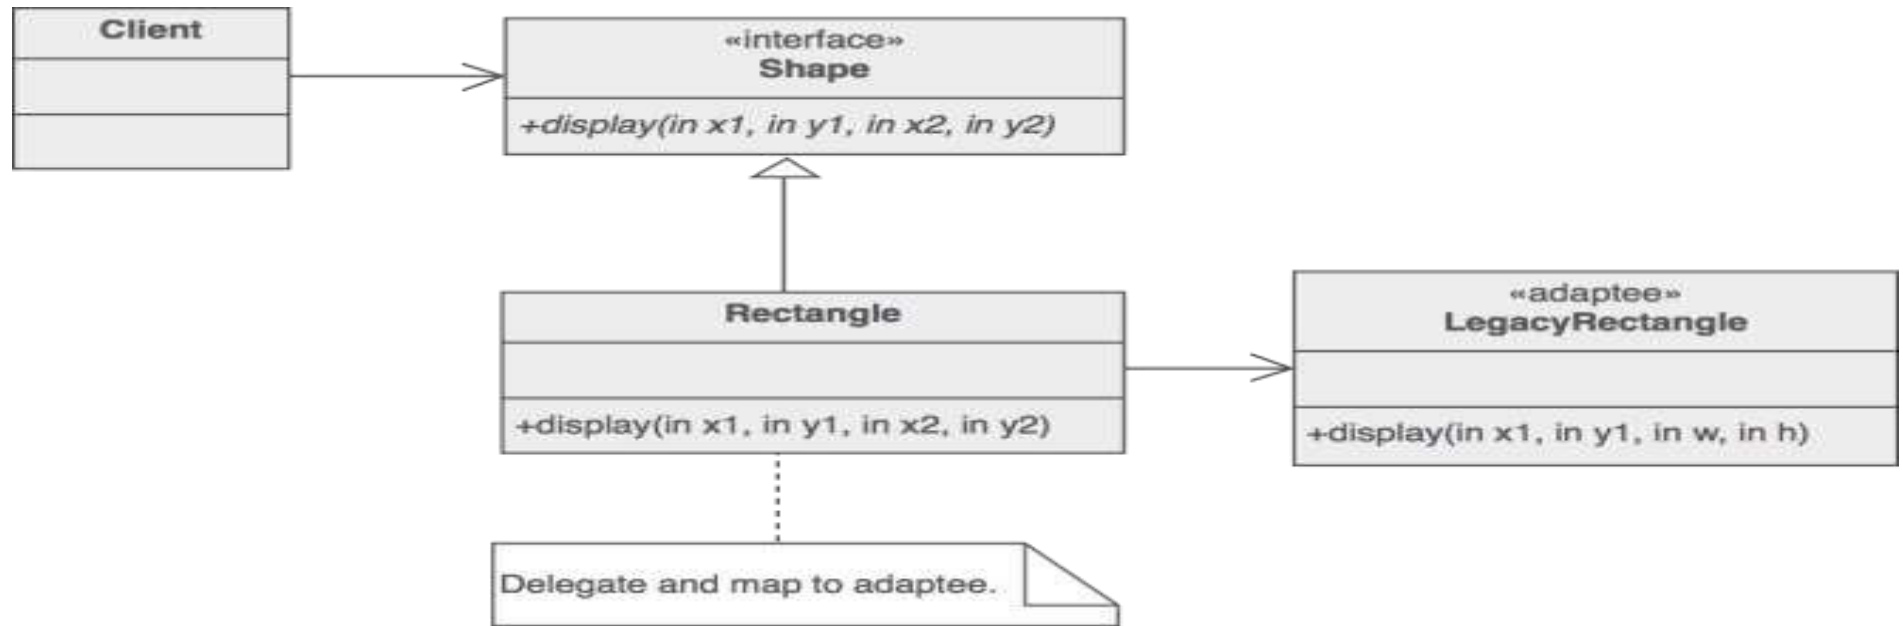 Client
«interface»
Shape
+display(in x1, in y1, in x2, in y2)
Rectangle
+display(in x1, in y1, in x2, in y2)
«adaptee»
LegacyRectangle
+display(in x1, in y1, in w, in h)
Delegate and map to adaptee.